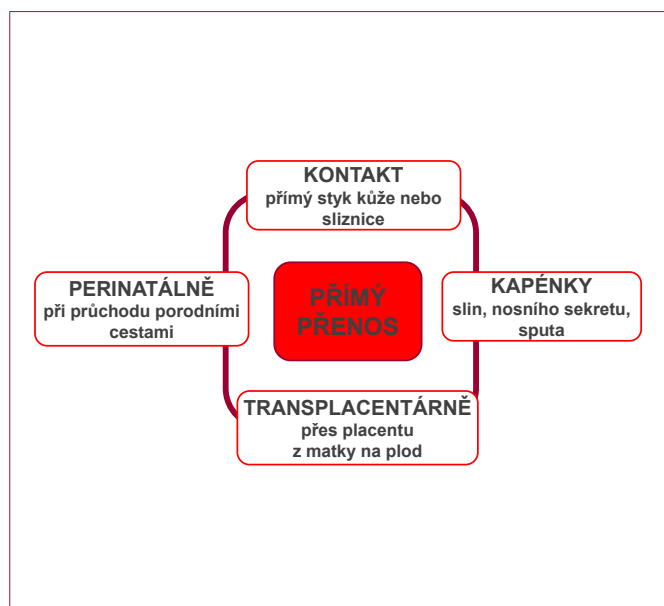 KONTAKT
přímý styk kůže nebo
sliznice
PERINATÁLNĚ
při průchodu porodními
cestami
PŘÍMÝ
PŘENOS
KAPÉNKY
slin, nosního sekretu,
sputa
TRANSPLACENTÁRNĚ
přes placentu
z matky na plod